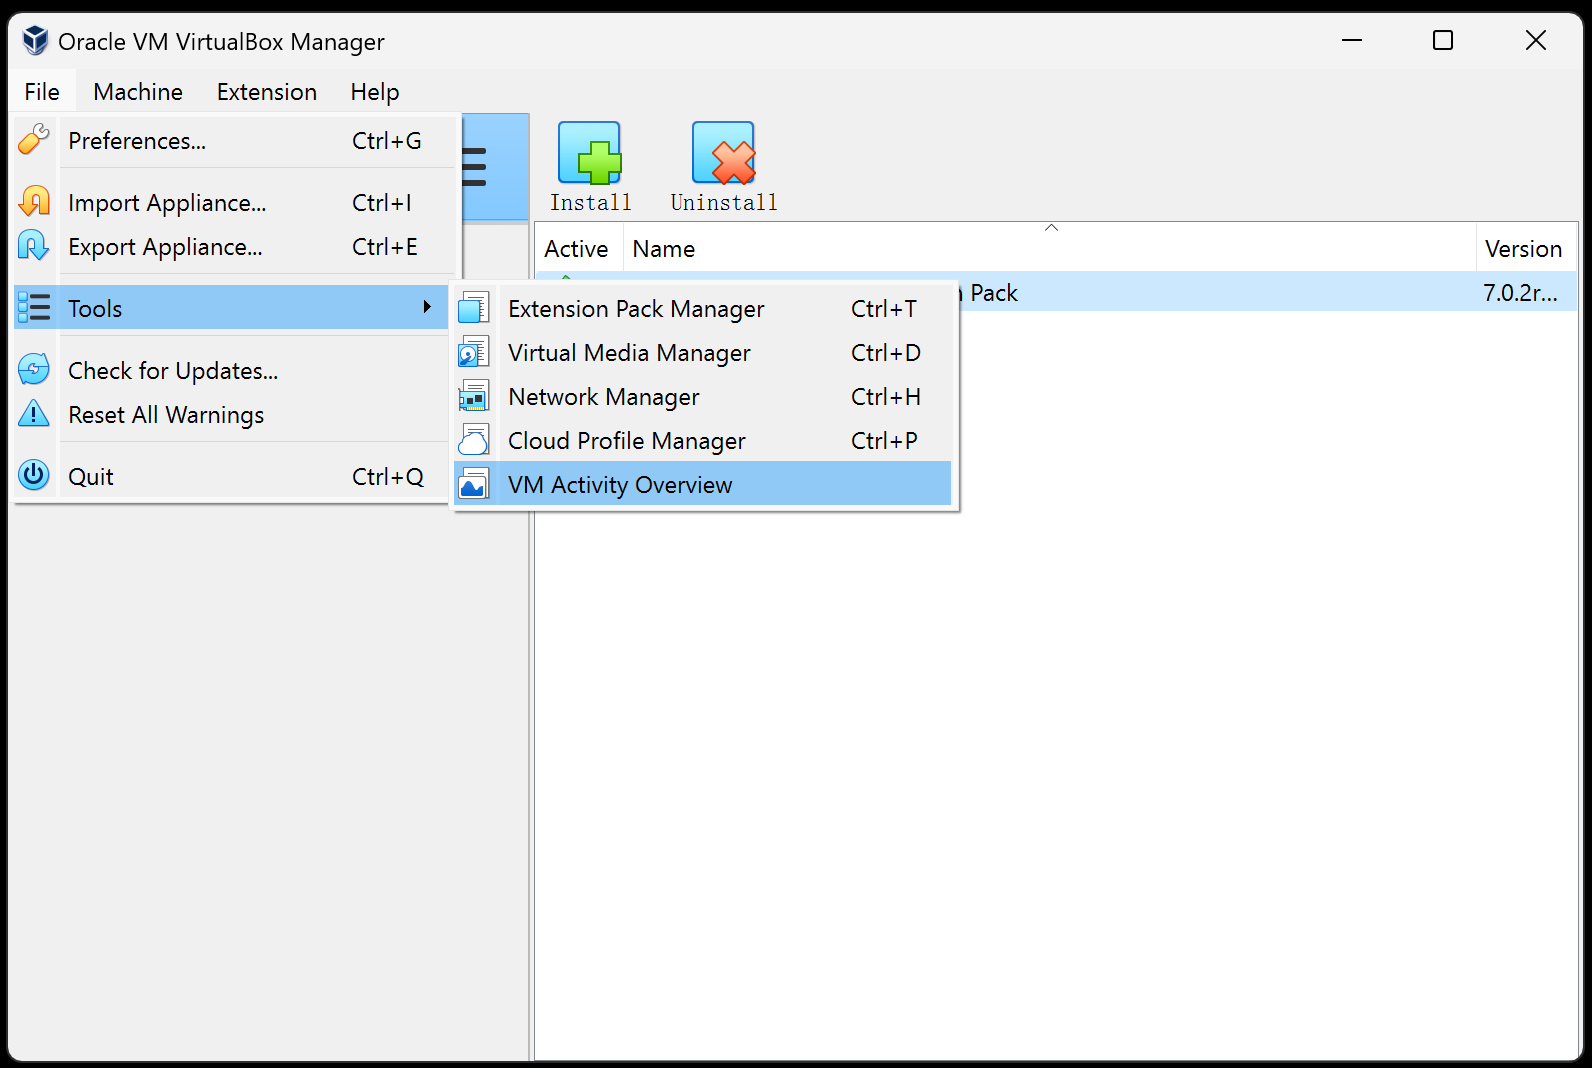 Oracle VM VirtualBox Manager
File Machine Extension Help
Preferences... Ctrl+G
Import Appliance... Ctrl+I
Export Appliance... Ctrl+E
Tools
Check for Updates...
Reset All Warnings
Quit Ctrl+Q
Extension Pack Manager Ctrl+T
Virtual Media Manager Ctrl+D
Network Manager Ctrl+H
Cloud Profile Manager Ctrl+P
VM Activity Overview
Install Uninstall
Active Name Version
Pack 7.0.2r...